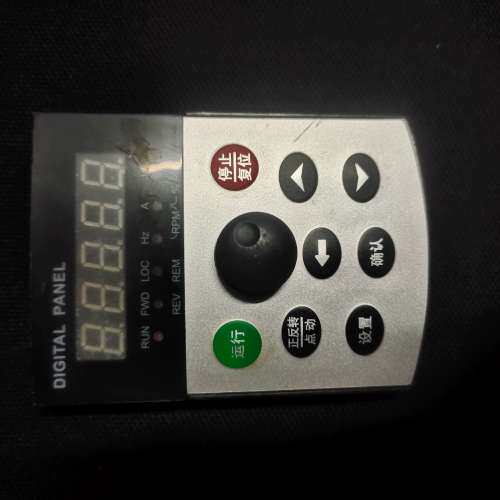 DIGITAL PANEL
RUN FWD LOC Hz A
REV REM RPM
运行 停止
复位
正反转
点动
设置 确认